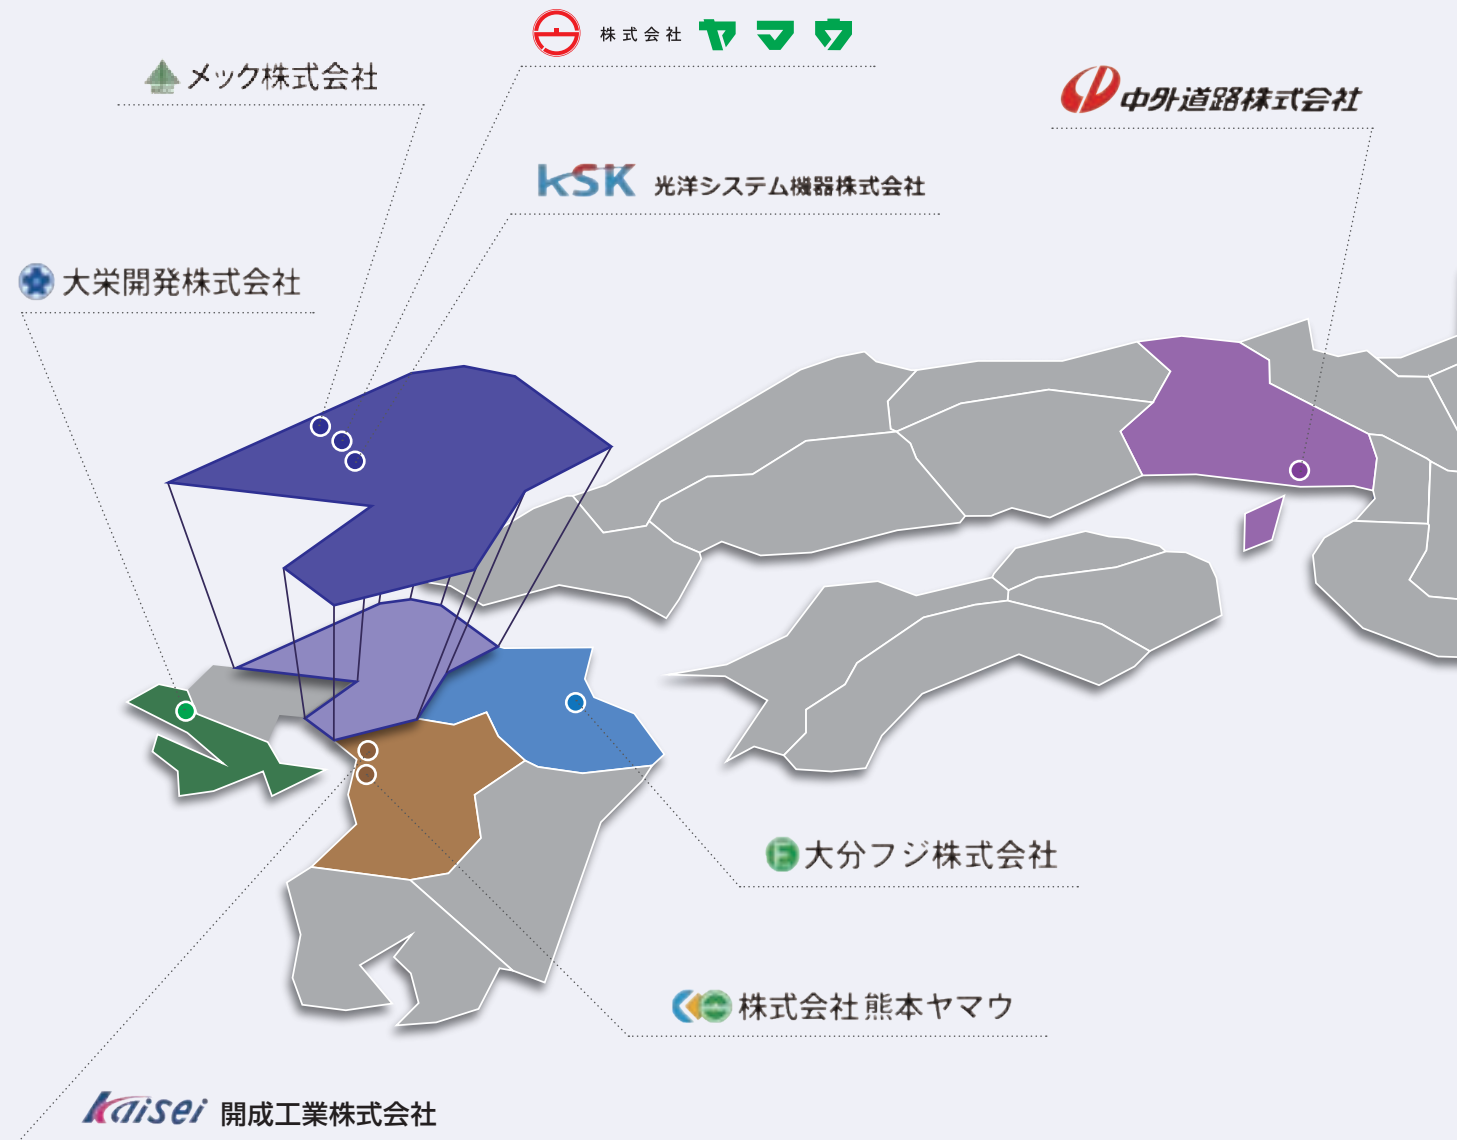 株式会社 ヤマウ
メック株式会社
中外道路株式会社
KSK 光洋システム機器株式会社
大栄開発株式会社
F 大分フジ株式会社
株式会社 熊本ヤマウ
Kaisei 開成工業株式会社